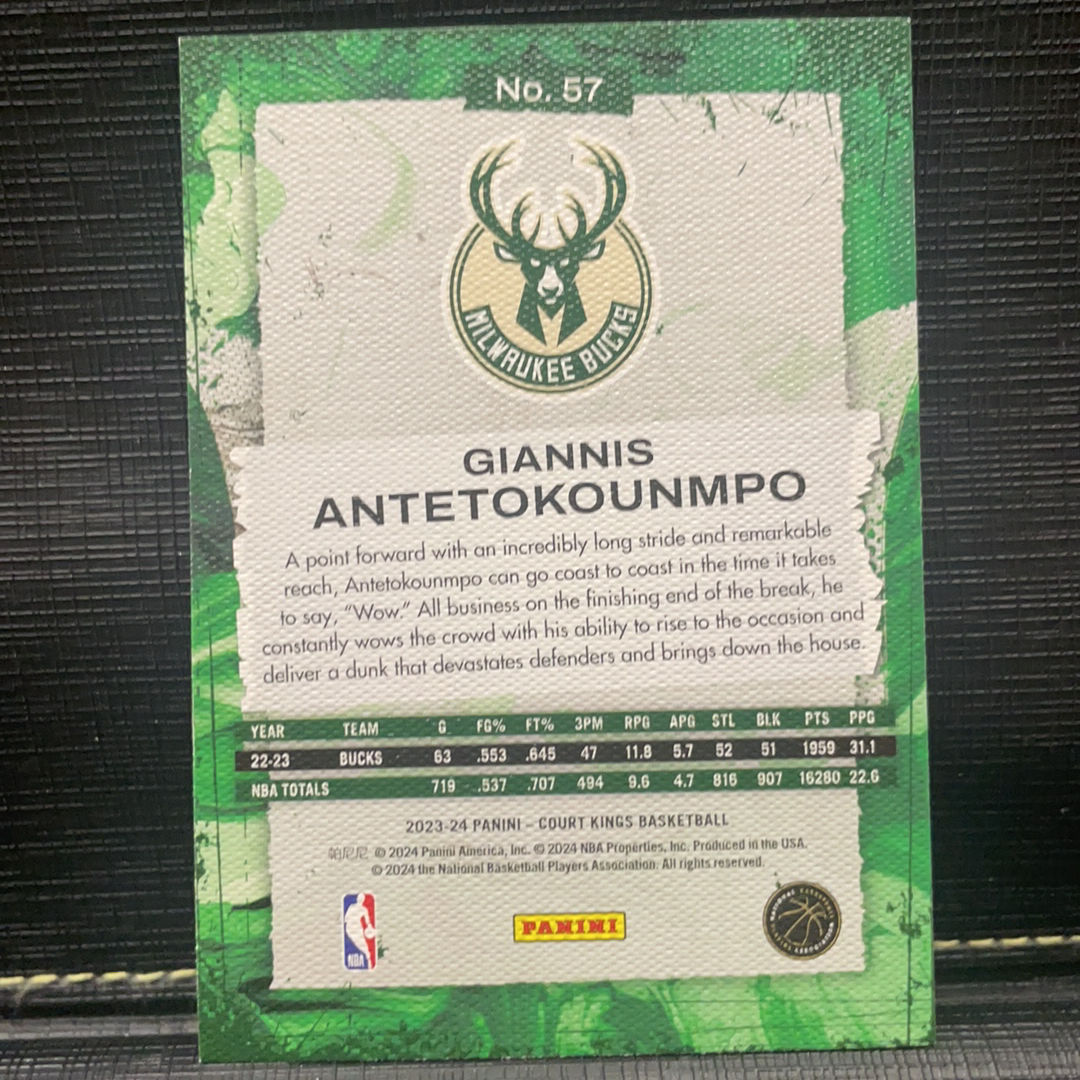 No. 57
MILWAUKEE BUCKS
GIANNIS
ANTETOKOUNMPO
A point forward with an incredibly long stride and remarkable
reach, Antetokounmpo can go coast to coast in the time it takes
to say, “Wow.” All business on the finishing end of the break, he
constantly wows the crowd with his ability to rise to the occasion and
deliver a dunk that devastates defenders and brings down the house.
YEAR TEAM G FG% FT% 3PM RPG APG STL BLK PTS PPG
22-23 BUCKS 63 .553 .645 47 11.8 5.7 52 51 1959 31.1
NBA TOTALS 719 .537 .707 494 9.6 4.7 816 907 16280 22.6
2023-24 PANINI – COURT KINGS BASKETBALL
帕尼尼 © 2024 Panini America, Inc. © 2024 NBA Properties, Inc. Produced in the USA.
© 2024 the National Basketball Players Association. All rights reserved.
NBA
PANINI
NATIONAL BASKETBALL PLAYERS ASSOCIATION